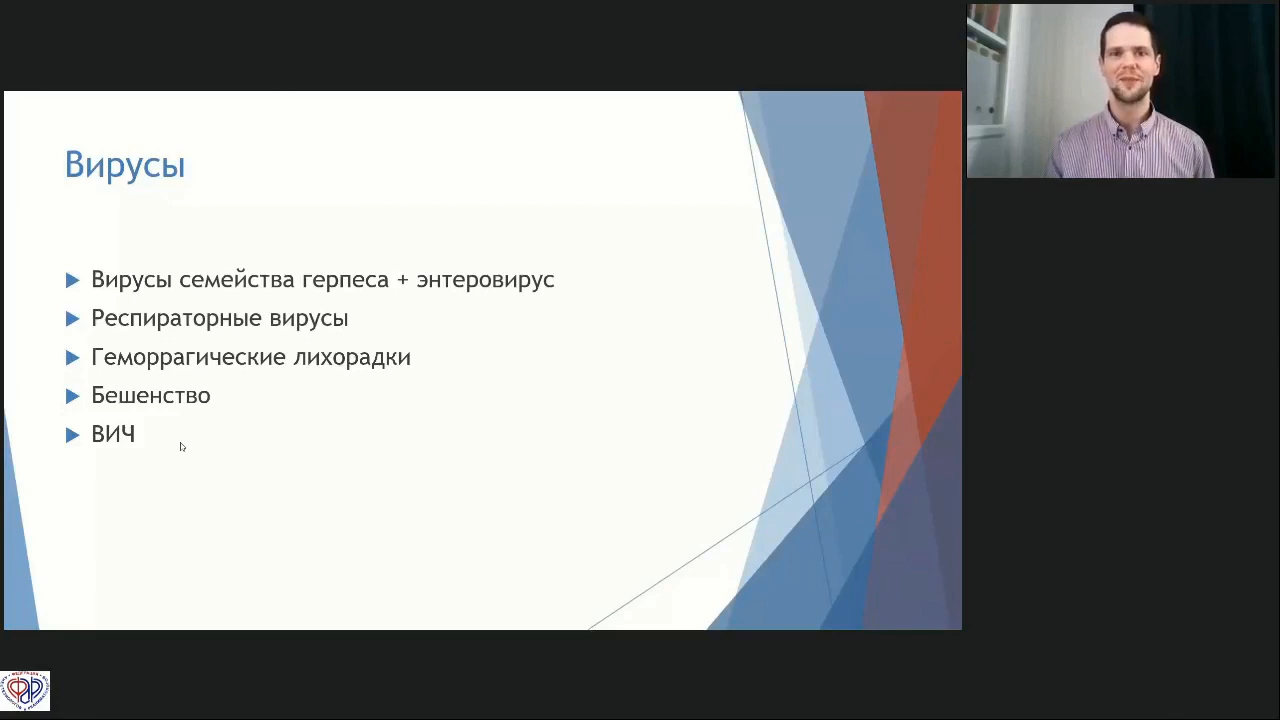 Вирусы
Вирусы семейства герпеса + энтеровирус
Респираторные вирусы
Геморрагические лихорадки
Бешенство
ВИЧ